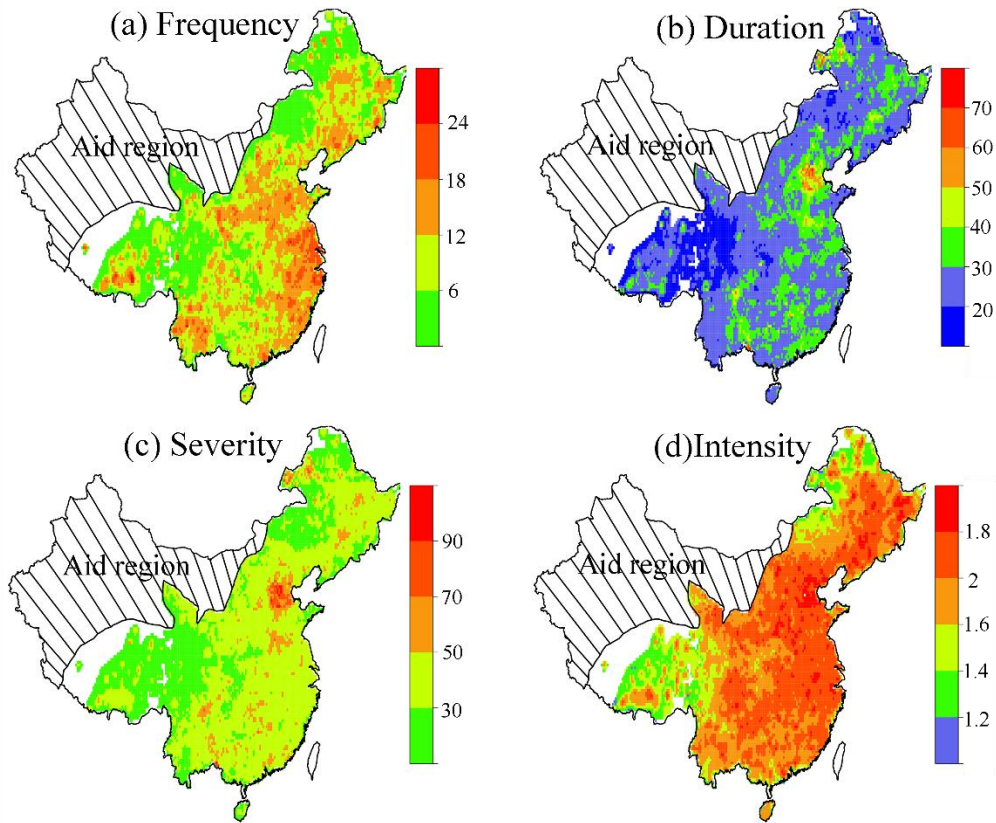 (a) Frequency
Aid region
24
18
12
6
(b) Duration
Aid region
70
60
50
40
30
20
(c) Severity
Aid region
90
70
50
30
(d)Intensity
Aid region
1.8
2
1.6
1.4
1.2